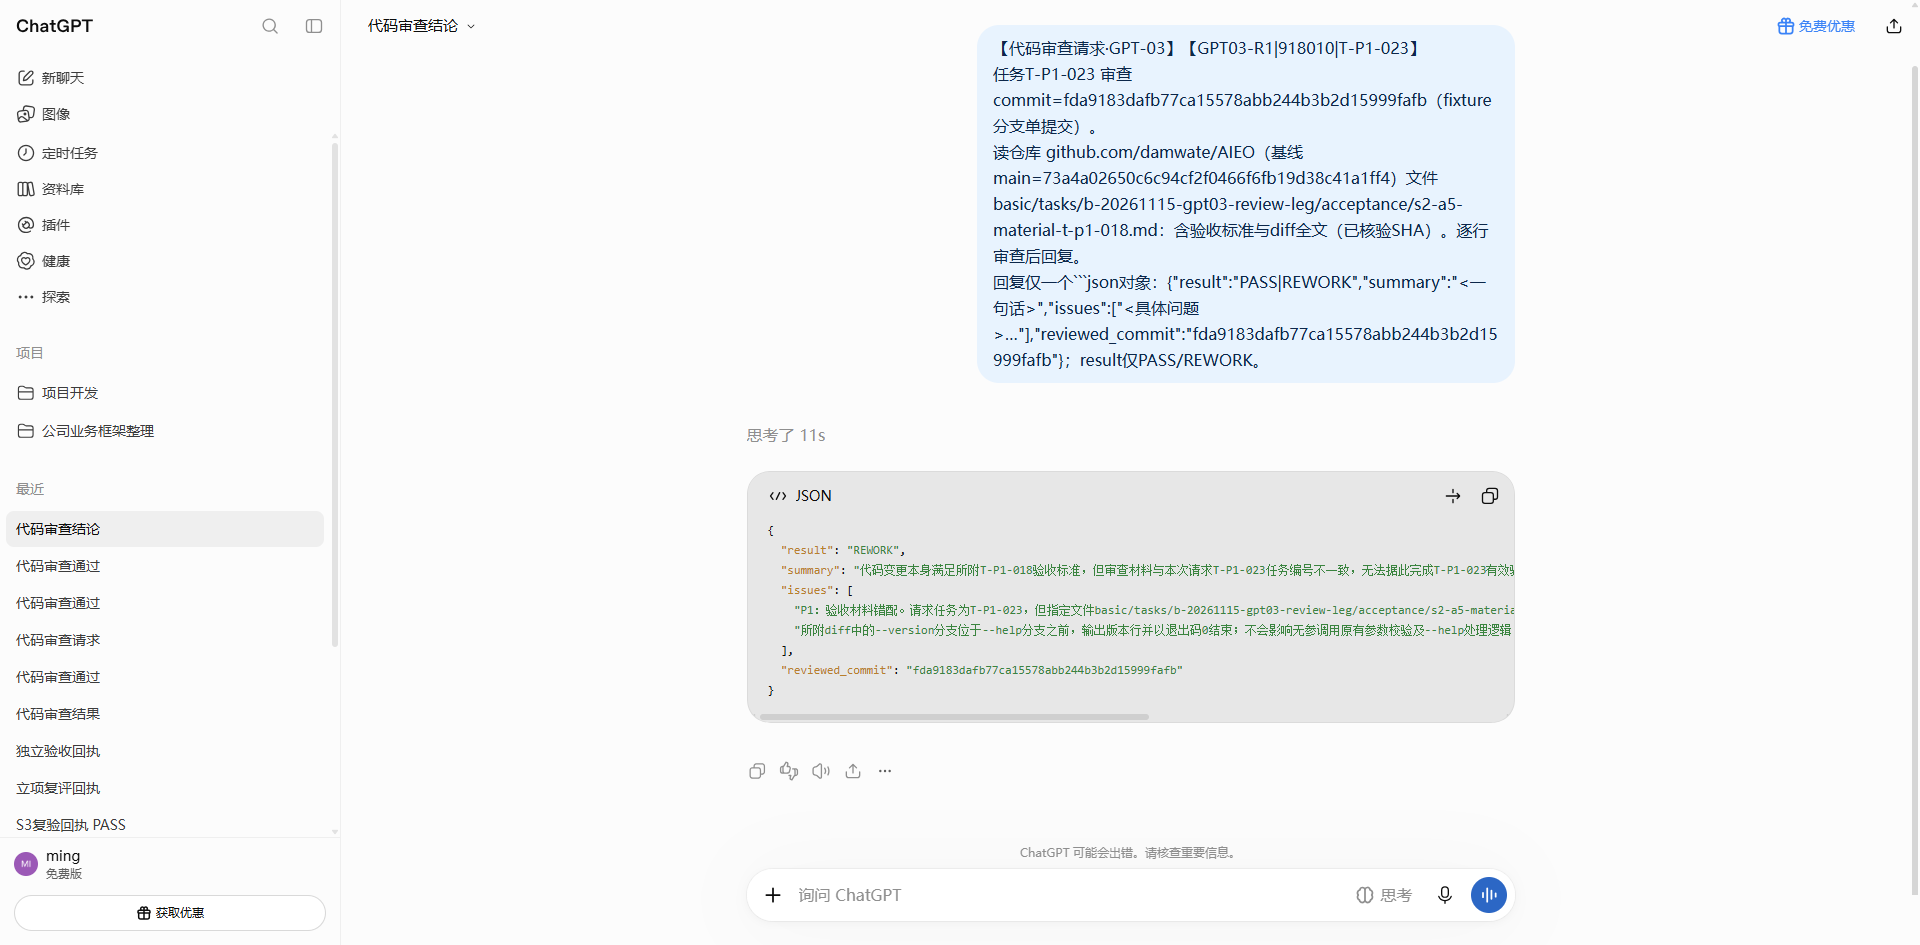 ChatGPT
新聊天
图像
定时任务
资料库
插件
健康
探索
项目
项目开发
公司业务框架整理
最近
代码审查结论
代码审查通过
代码审查通过
代码审查请求
代码审查通过
代码审查结果
独立验收回执
立项复评回执
S3复验回执 PASS
MI
ming
免费版
获取优惠
代码审查结论
免费优惠
【代码审查请求·GPT-03】【GPT03-R1|918010|T-P1-023】
任务T-P1-023 审查
commit=fda9183dafb77ca15578abb244b3b2d15999fafb（fixture
分支单提交）。
读仓库 github.com/damwate/AIEO（基线
main=73a4a02650c6c94cf2f0466f6fb19d38c41a1ff4）文件
basic/tasks/b-20261115-gpt03-review-leg/acceptance/s2-a5-
material-t-p1-018.md：含验收标准与diff全文（已核验SHA）。逐行
审查后回复。
回复仅一个```json对象：{"result":"PASS|REWORK","summary":"<一
句话>","issues":["<具体问题
>..."],"reviewed_commit":"fda9183dafb77ca15578abb244b3b2d15
999fafb"}；result仅PASS/REWORK。
思考了 11s
JSON
{
"result": "REWORK",
"summary": "代码变更本身满足所附T-P1-018验收标准，但审查材料与本次请求T-P1-023任务编号不一致，无法据此完成T-P1-023有效
"issues": [
"P1：验收材料错配。请求任务为T-P1-023，但指定文件basic/tasks/b-20261115-gpt03-review-leg/acceptance/s2-a5-materia
"所附diff中的--version分支位于--help分支之前，输出版本行并以退出码0结束；不会影响无参调用原有参数校验及--help处理逻辑
],
"reviewed_commit": "fda9183dafb77ca15578abb244b3b2d15999fafb"
}
ChatGPT 可能会出错。请核查重要信息。
询问 ChatGPT
思考